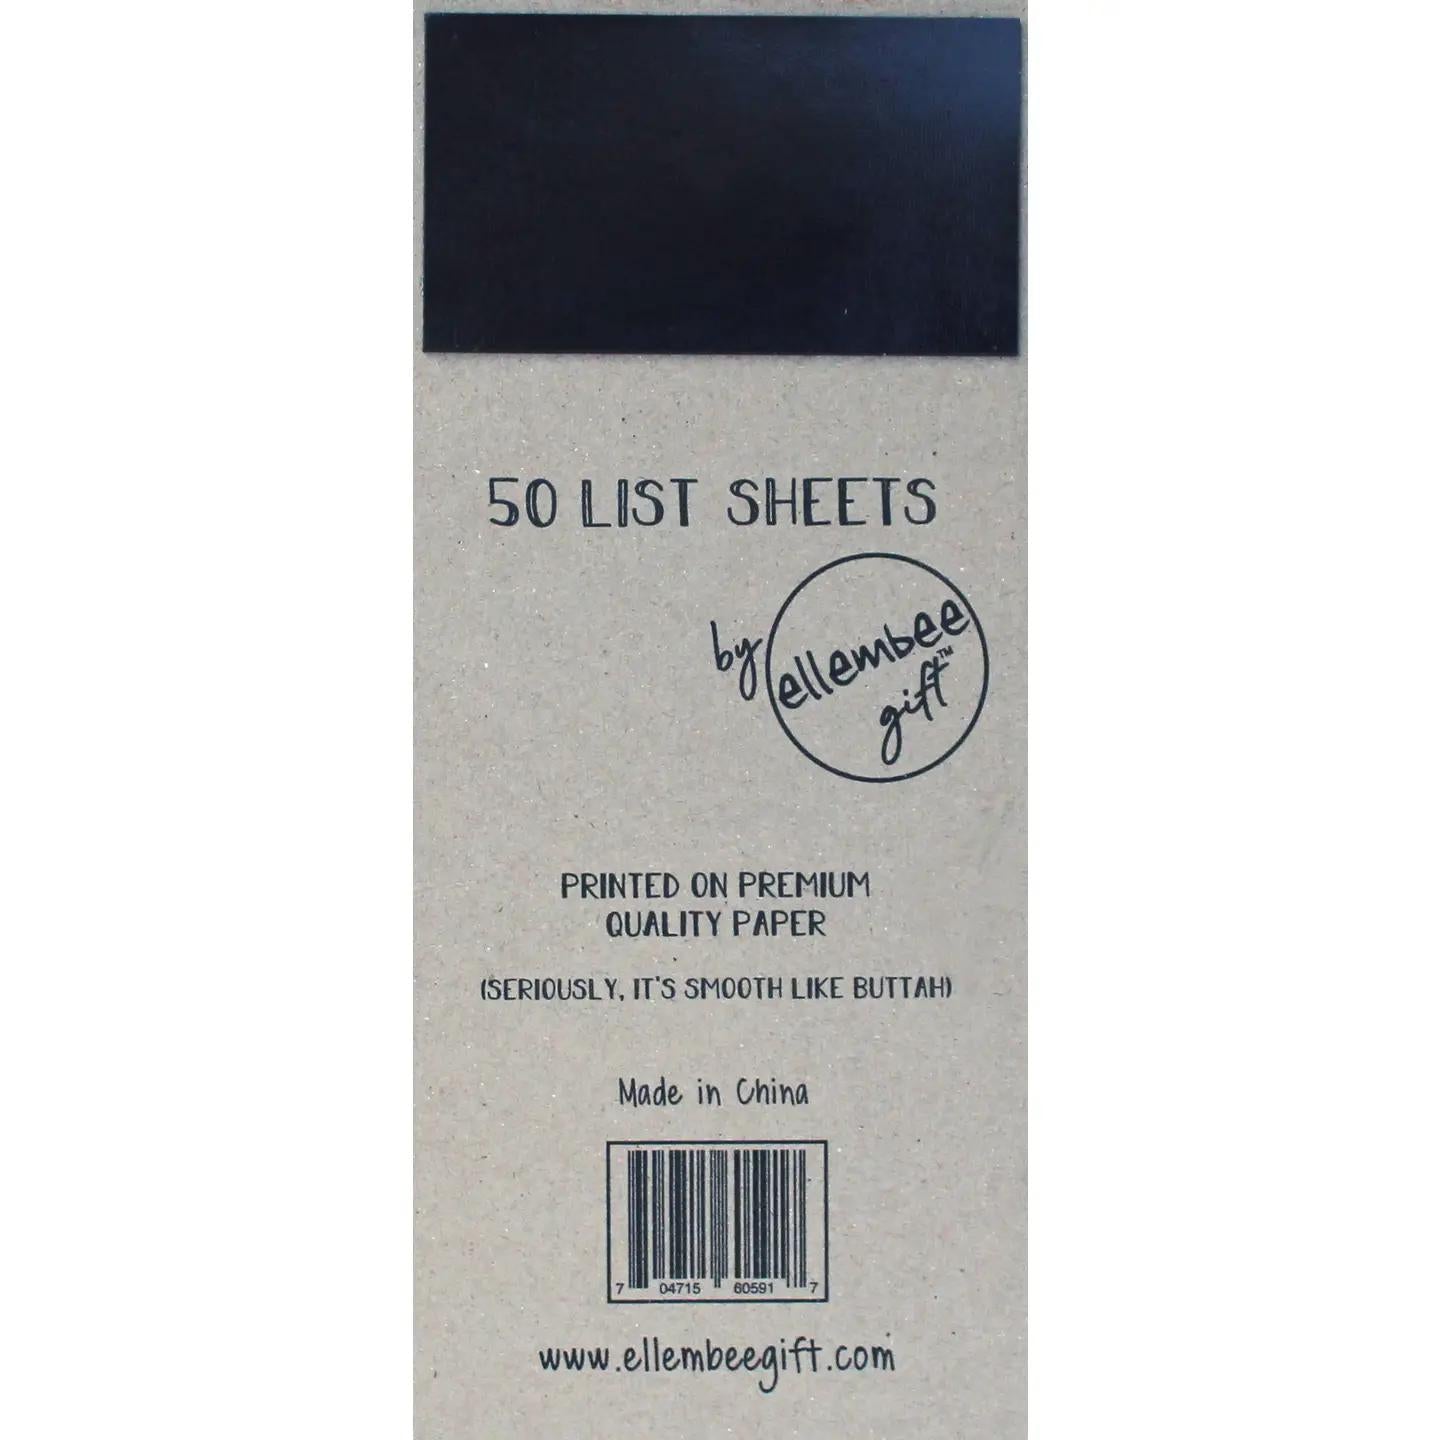 50 LIST SHEETS
by ellembee
gift™
PRINTED ON PREMIUM
QUALITY PAPER
(SERIOUSLY, IT'S SMOOTH LIKE BUTTAH)
Made in China
7 04715 60591 7
www.ellembeegift.com